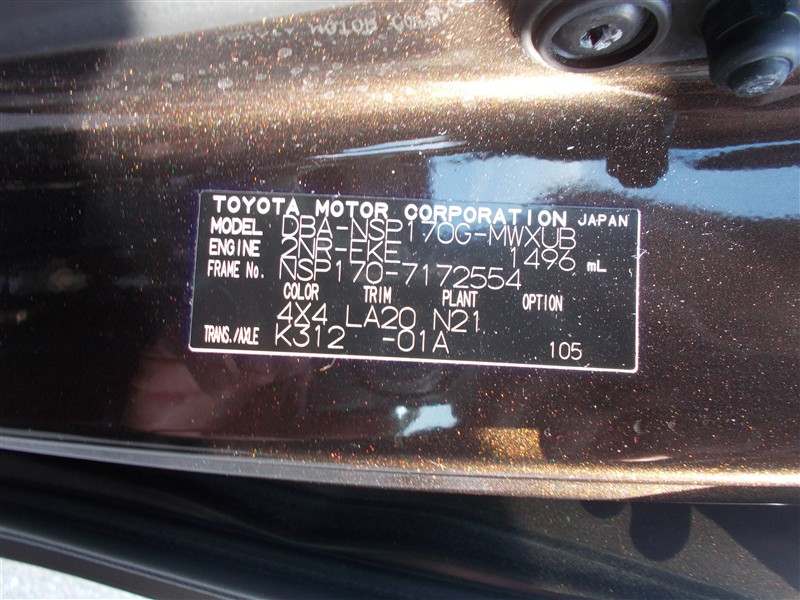 TOYOTA MOTOR CORPORATION JAPAN
MODEL DBA-NSP170G-MWXUB
ENGINE 2NR-EKE 1496 mL
FRAME No. NSP170-7172554
COLOR TRIM PLANT OPTION
4X4 LA20 N21
TRANS./AXLE K312 -01A 105